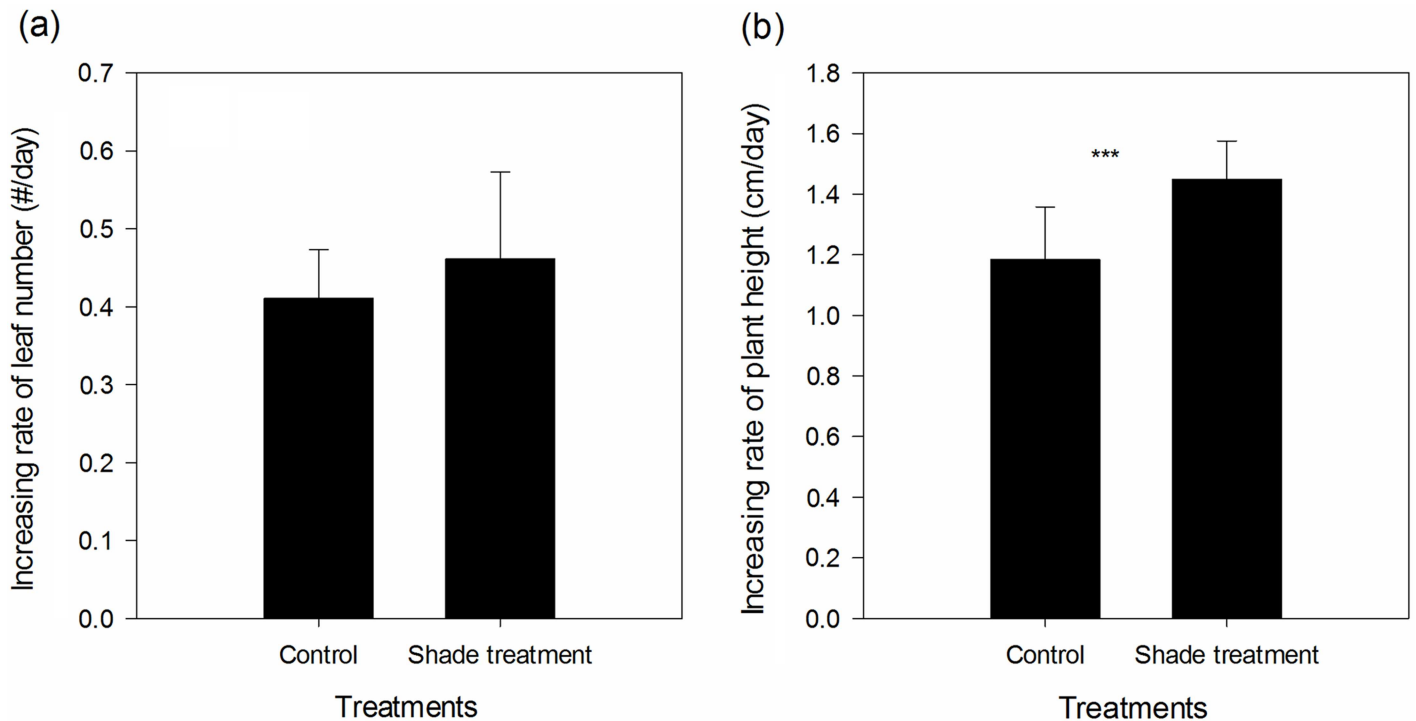 (a)
Increasing rate of leaf number (#/day)
0.7
0.6
0.5
0.4
0.3
0.2
0.1
0.0
Control
Shade treatment
Treatments
(b)
Increasing rate of plant height (cm/day)
1.8
1.6
1.4
1.2
1.0
0.8
0.6
0.4
0.2
0.0
***
Control
Shade treatment
Treatments